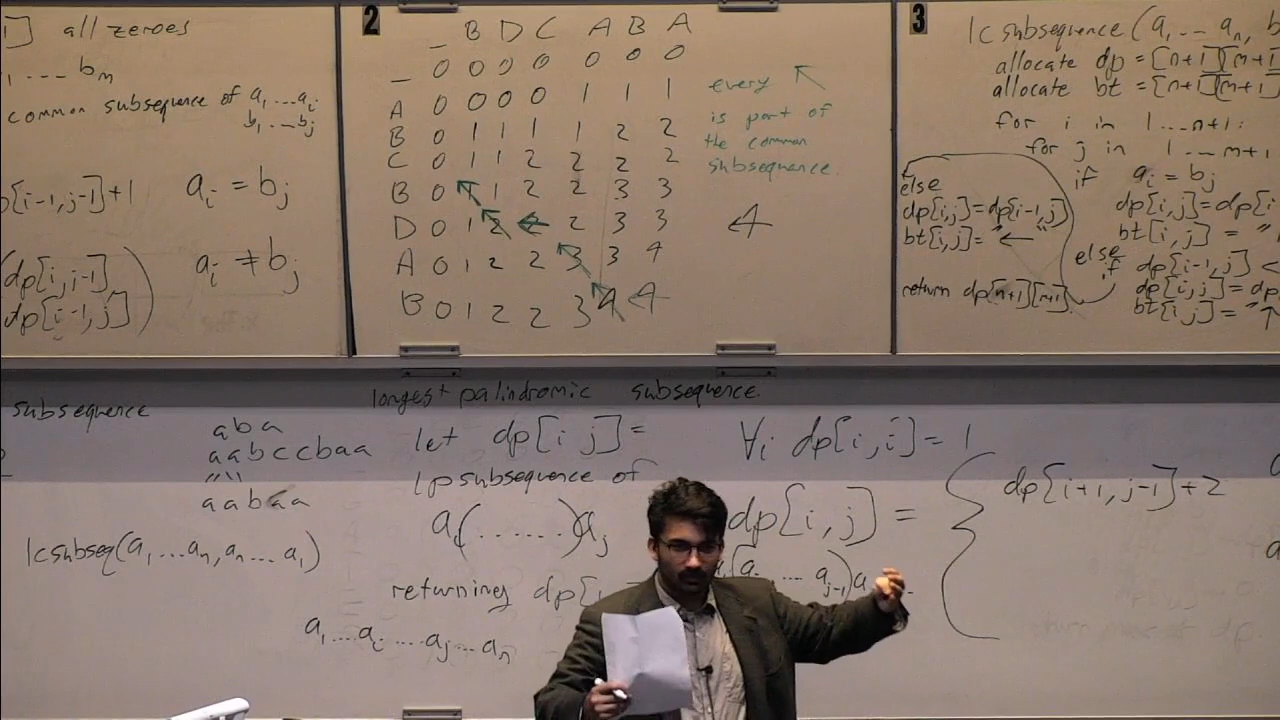 ] all zeroes
, ... bₘ
common subsequence of a₁...aᵢ
b₁...bⱼ
p[i-1,j-1]+1 aᵢ = bⱼ
dp[i,j-1] aᵢ ≠ bⱼ
dp[i-1,j]
2
_ B D C A B A
_ 0 0 0 0 0 0 0
A 0 0 0 0 1 1 1
B 0 1 1 1 1 2 2
C 0 1 1 2 2 2 2
B 0 ↖ 1 2 2 3 3
D 0 1 2 2 2 3 3
A 0 1 2 2 3 3 4
B 0 1 2 2 3 4 ← 4
every ↖
is part of
the common
subsequence.
← 4
3
lcsubsequence(a₁... aₙ, b
allocate dp = [n+1][m+1
allocate bt = [n+1][m+1]
for i in 1...n+1:
for j in 1...m+1
if aᵢ = bⱼ
dp[i,j]=dp[i
bt[i,j] = "
else if dp[i-1,j] <
dp[i,j]= dp
bt[i,j]= "↑
else
dp[i,j]=dp[i-1,j]
bt[i,j]= "←"
return dp[n+1][m+1]
subsequence
aba
aabccbaa
aabaa
lcsubseq(a₁...aₙ, aₙ... a₁)
longest palindromic subsequence.
let dp[i j]=
lpsubsequence of
aᵢ(......)aⱼ
returning dp[
a₁...aᵢ....aⱼ...aₙ
∀i dp[i,i]=1
dp[i,j] = { dp[i+1,j-1]+2
.... aⱼ₋₁)a